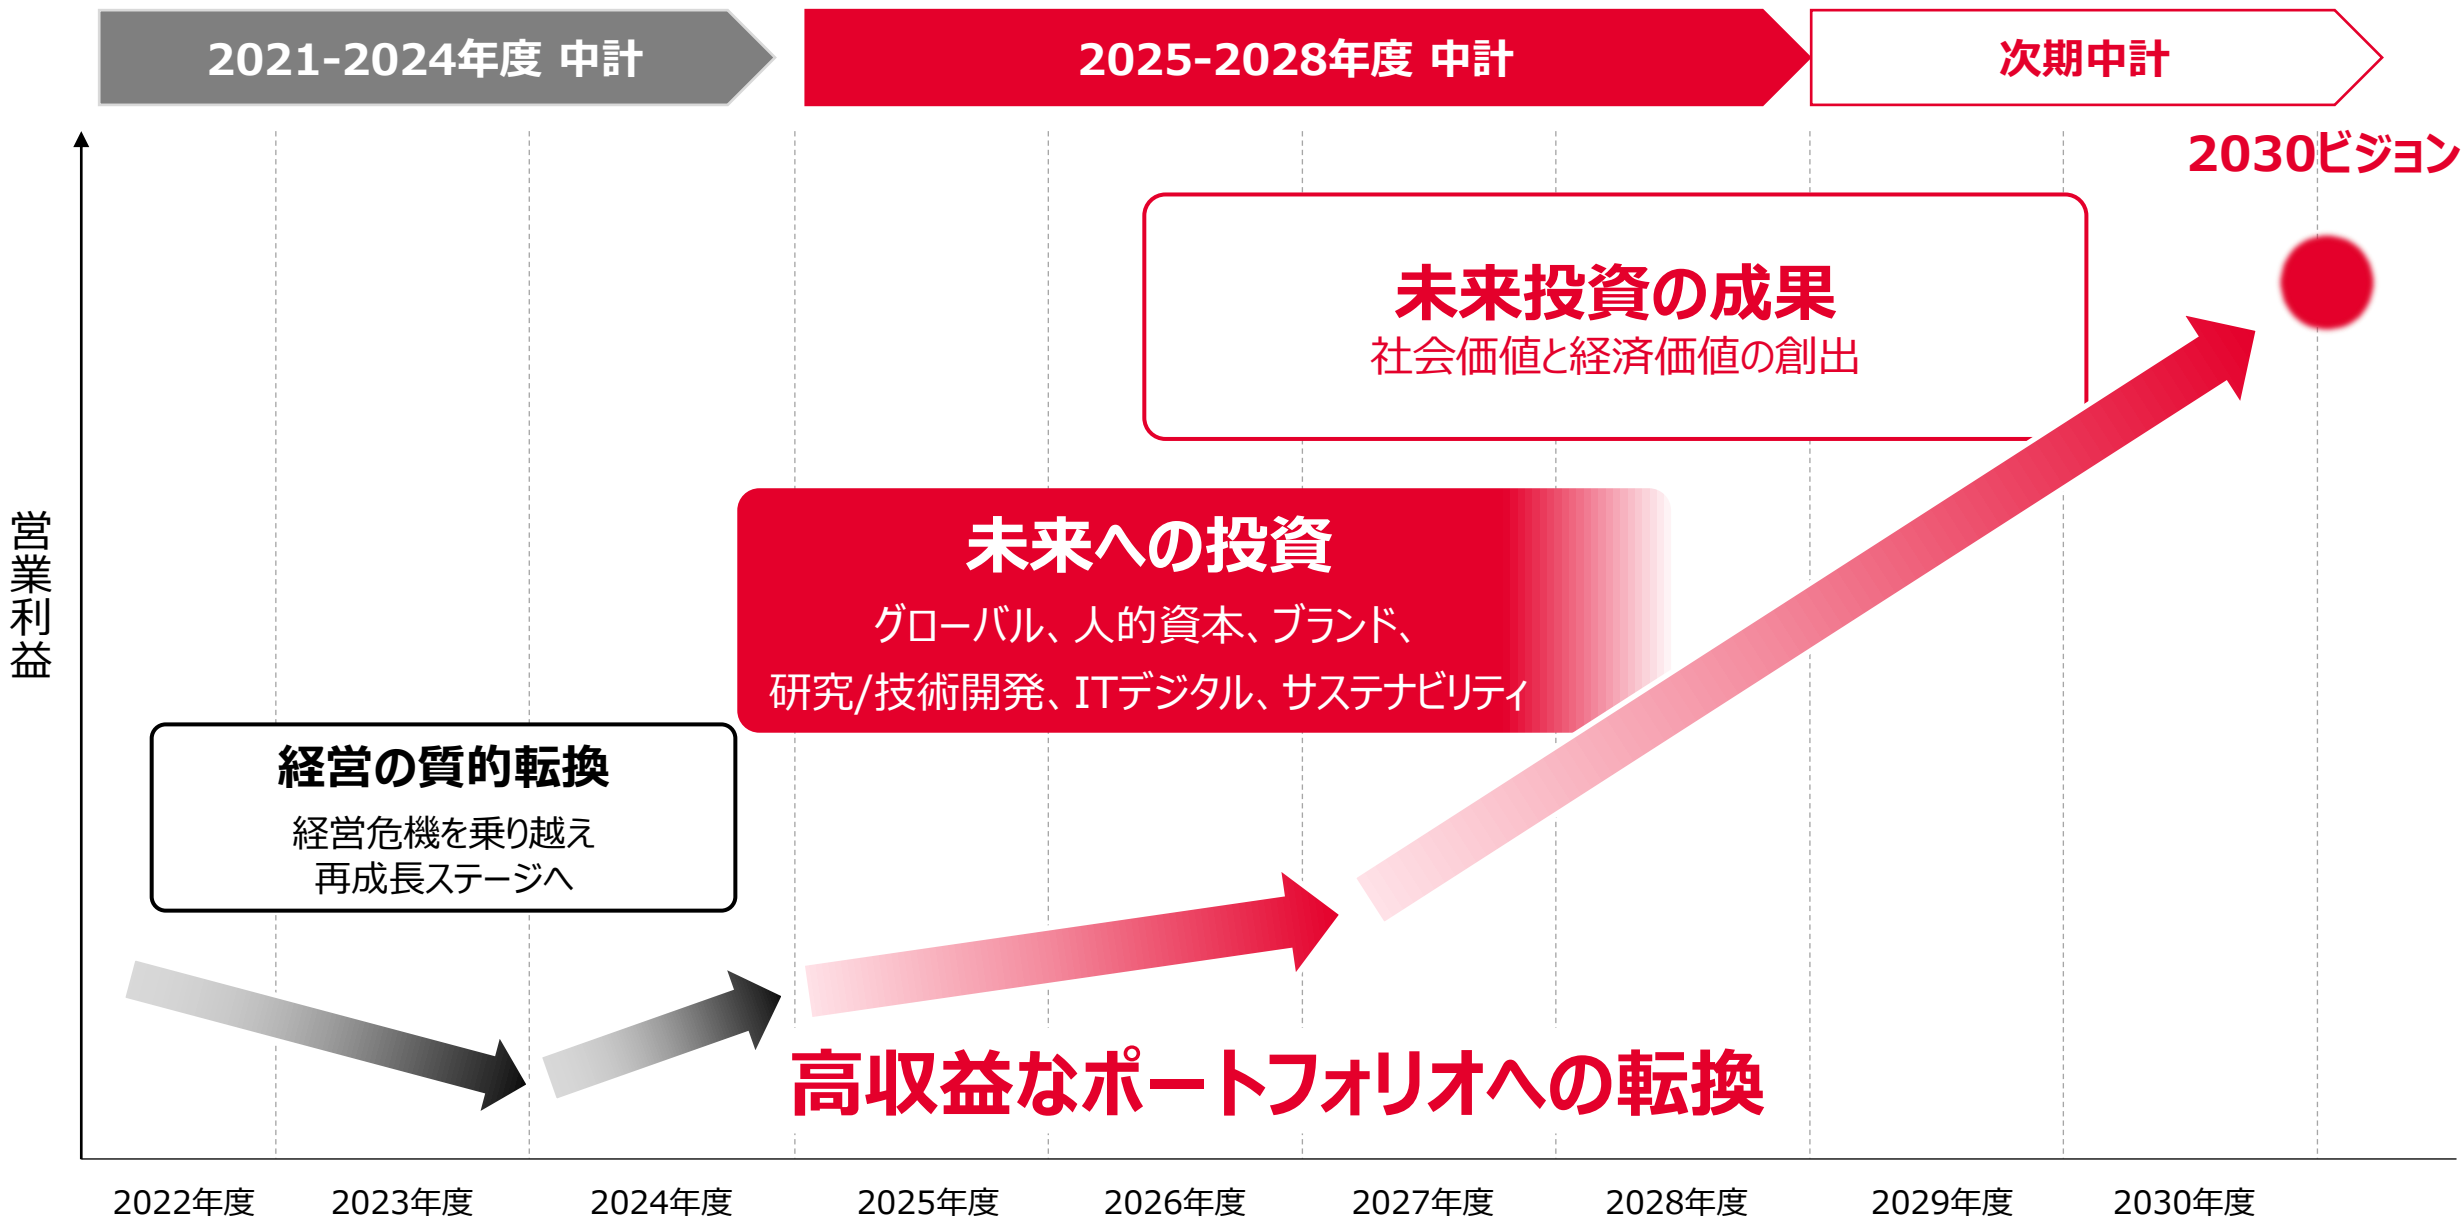 2021-2024年度 中計
2025-2028年度 中計
次期中計
2030ビジョン
未来投資の成果
社会価値と経済価値の創出
未来への投資
グローバル、人的資本、ブランド、
研究/技術開発、ITデジタル、サステナビリティ
営業利益
経営の質的転換
経営危機を乗り越え
再成長ステージへ
高収益なポートフォリオへの転換
2022年度
2023年度
2024年度
2025年度
2026年度
2027年度
2028年度
2029年度
2030年度